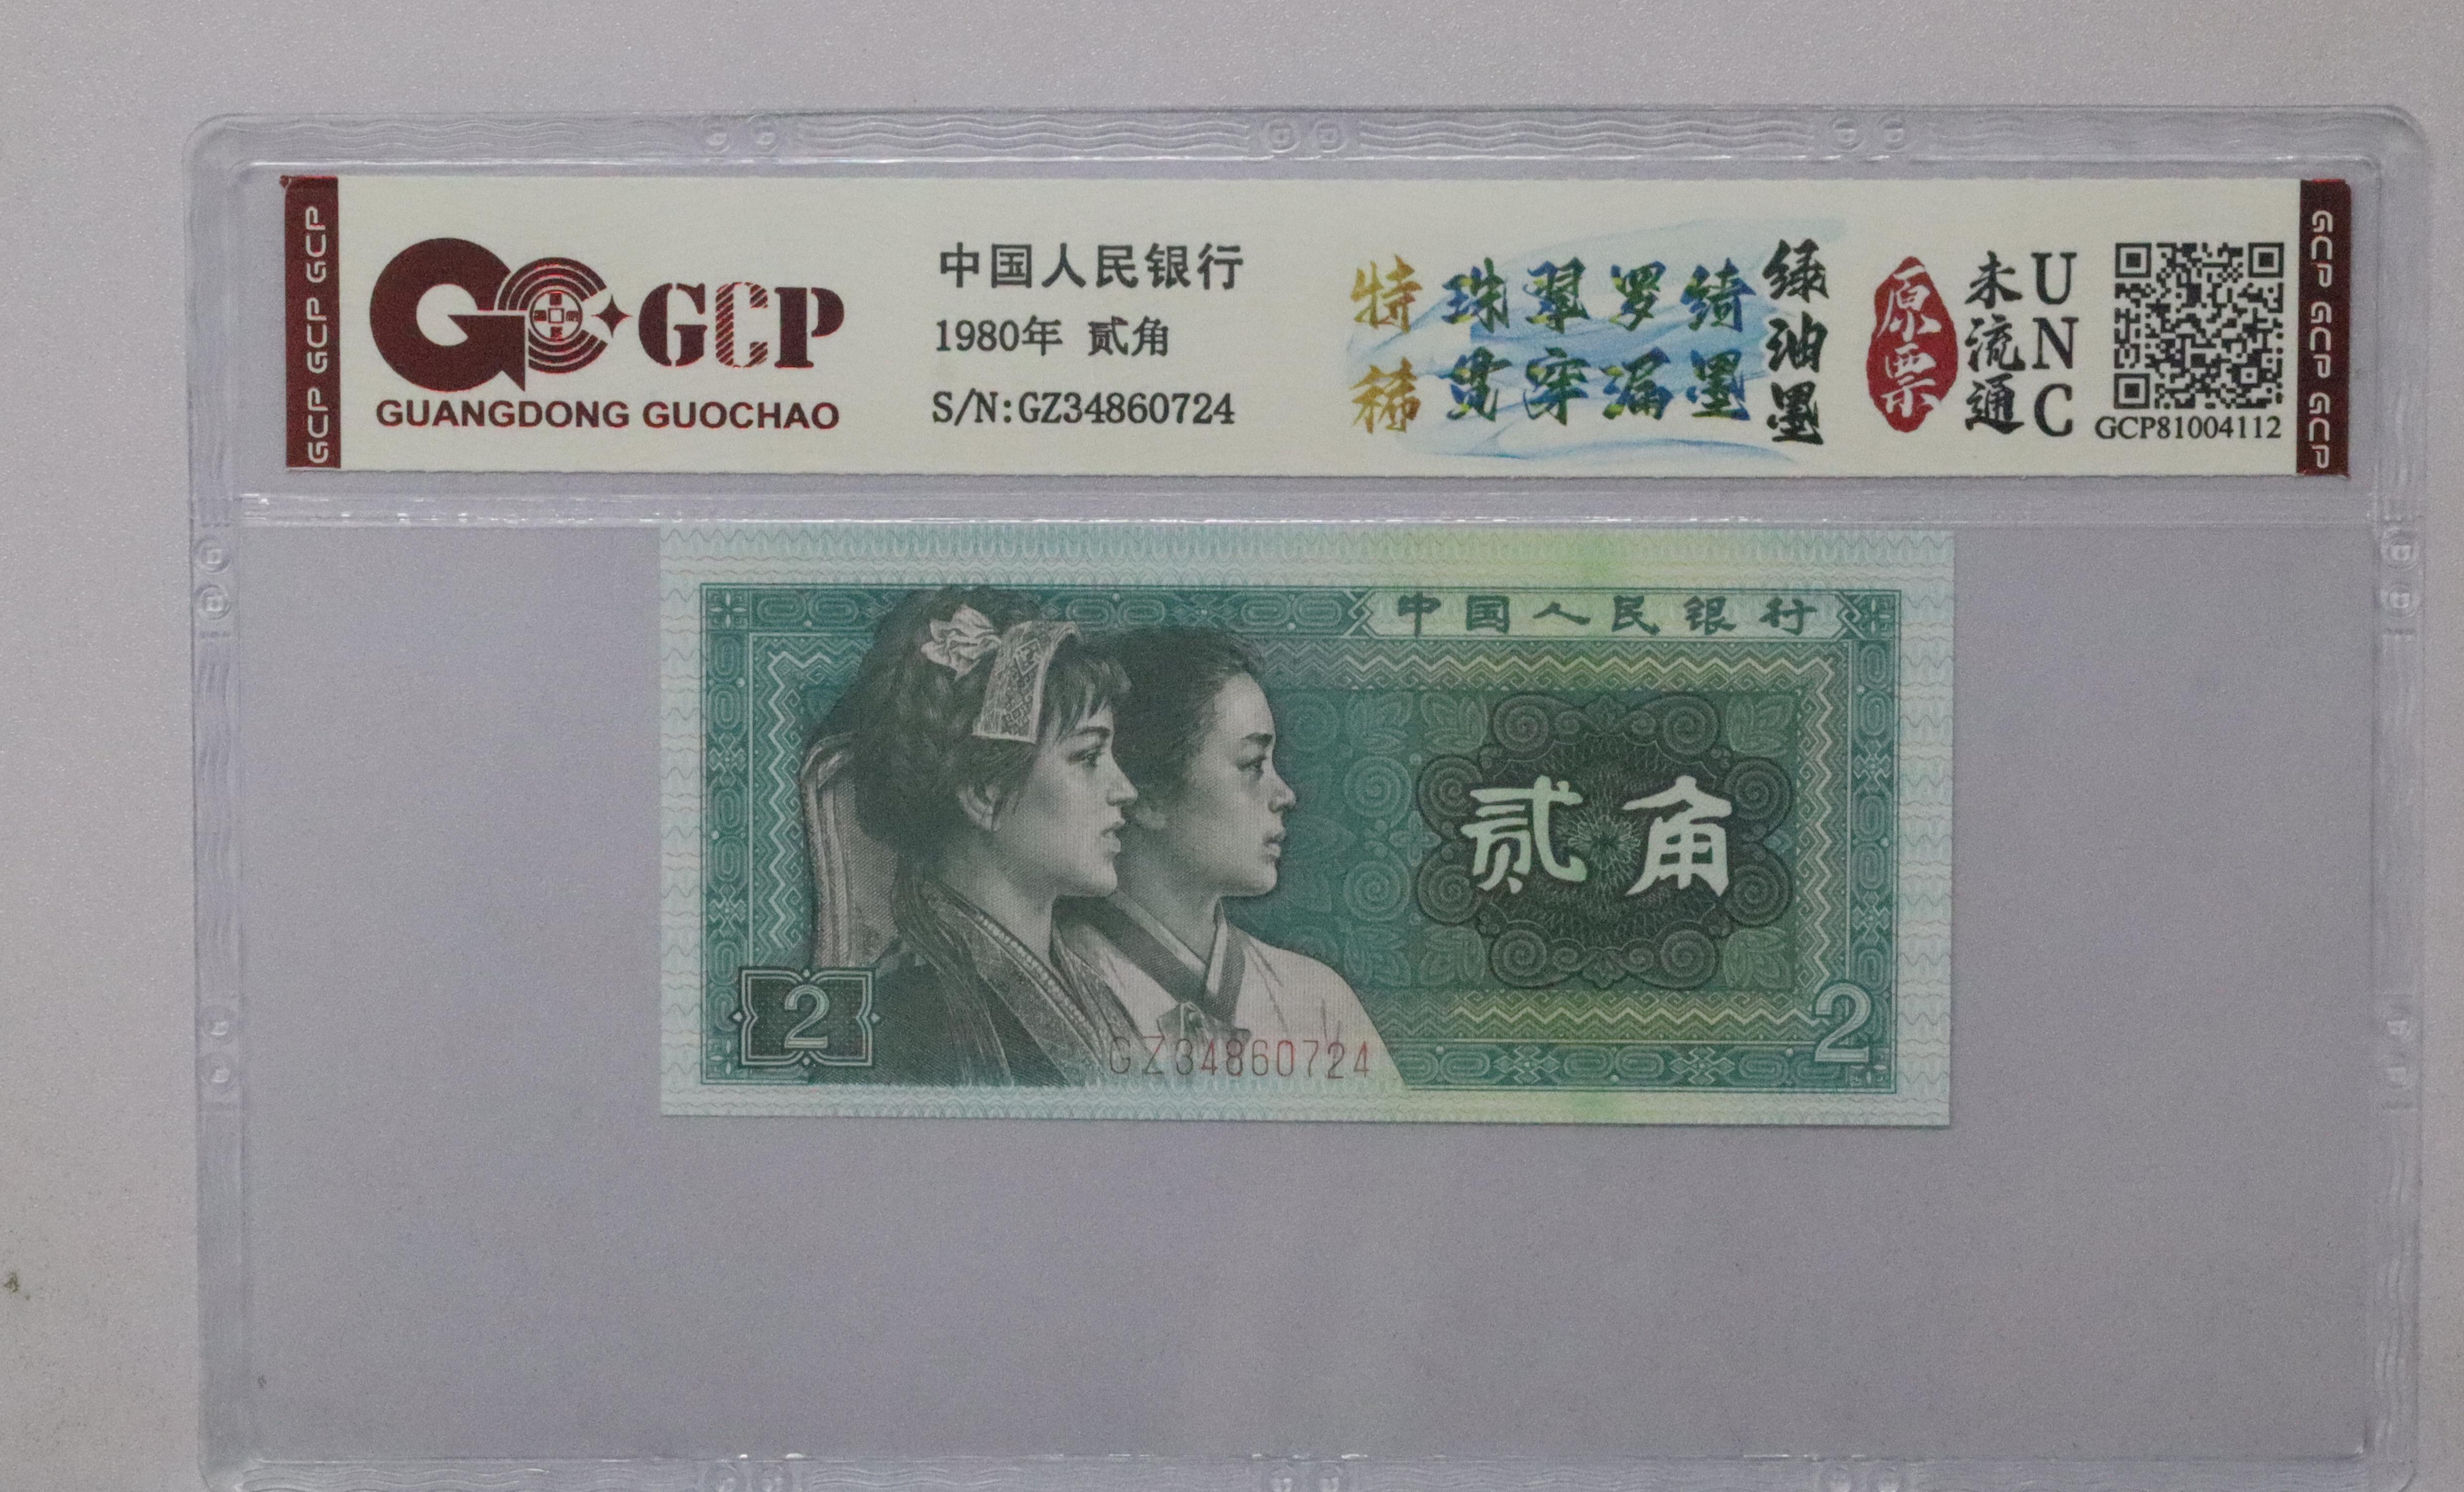 GCP GCP GCP
GCP
GUANGDONG GUOCHAO
中国人民银行
1980年 贰角
S/N:GZ34860724
特稀
珠翠罗绮
贯穿漏墨
绿油墨
原票
未流通
UNC
GCP81004112
GCP GCP GCP
中国人民银行
贰角
2
GZ34860724
2